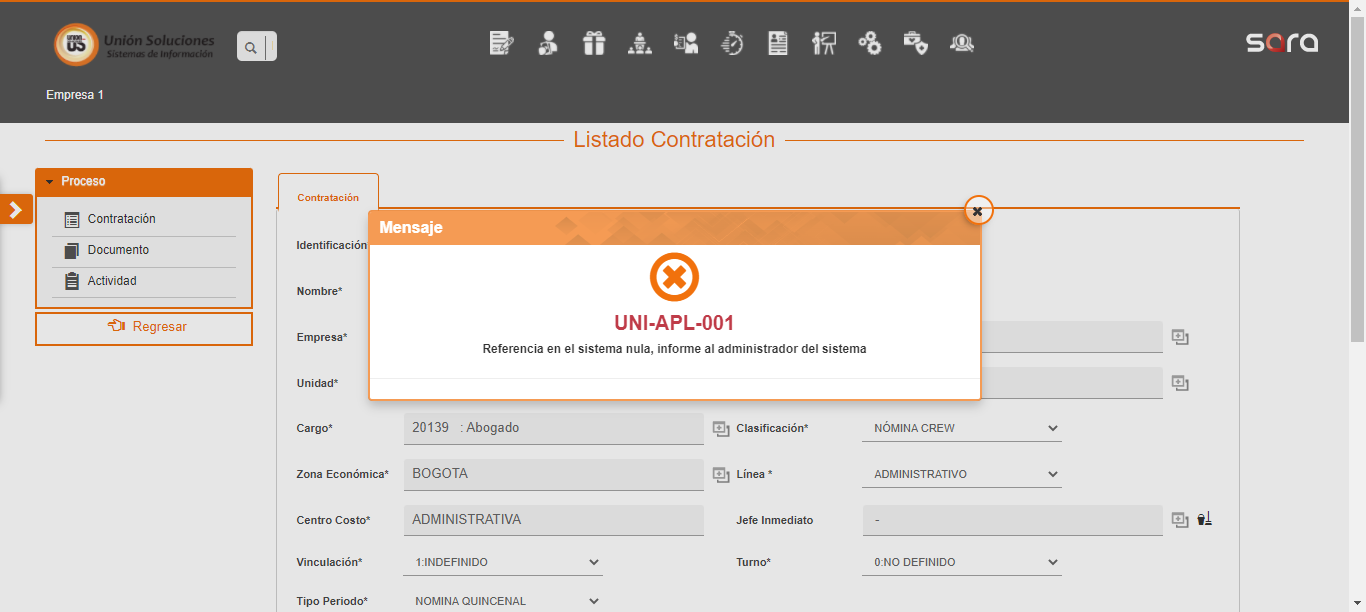 Unión Soluciones
Sistemas de Información
sara
Empresa 1
Listado Contratación
Proceso
Contratación
Documento
Actividad
Regresar
Contratación
Mensaje
UNI-APL-001
Referencia en el sistema nula, informe al administrador del sistema
Identificación
Nombre*
Empresa*
Unidad*
Cargo* 20139 : Abogado Clasificación* NÓMINA CREW
Zona Económica* BOGOTA Línea * ADMINISTRATIVO
Centro Costo* ADMINISTRATIVA Jefe Inmediato -
Vinculación* 1:INDEFINIDO Turno* 0:NO DEFINIDO
Tipo Periodo* NOMINA QUINCENAL